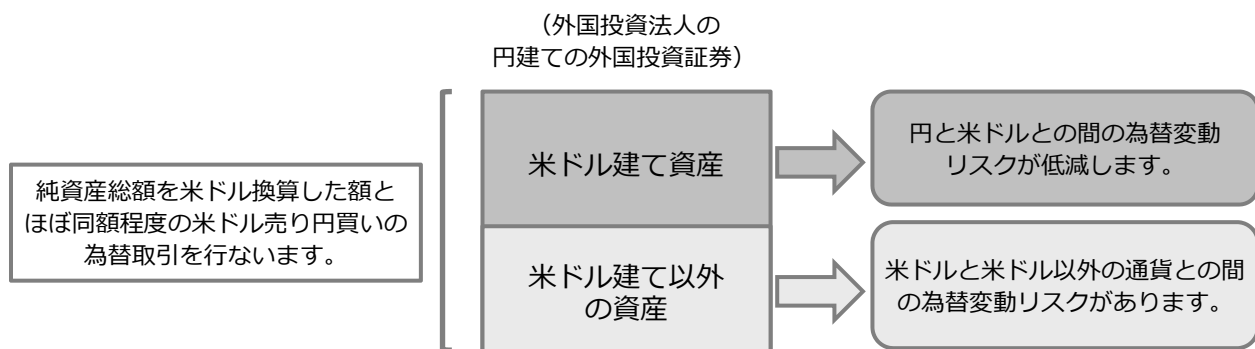 （外国投資法人の
円建ての外国投資証券）
純資産総額を米ドル換算した額と
ほぼ同額程度の米ドル売り円買いの
為替取引を行ないます。
米ドル建て資産
円と米ドルとの間の為替変動
リスクが低減します。
米ドル建て以外
の資産
米ドルと米ドル以外の通貨との間
の為替変動リスクがあります。